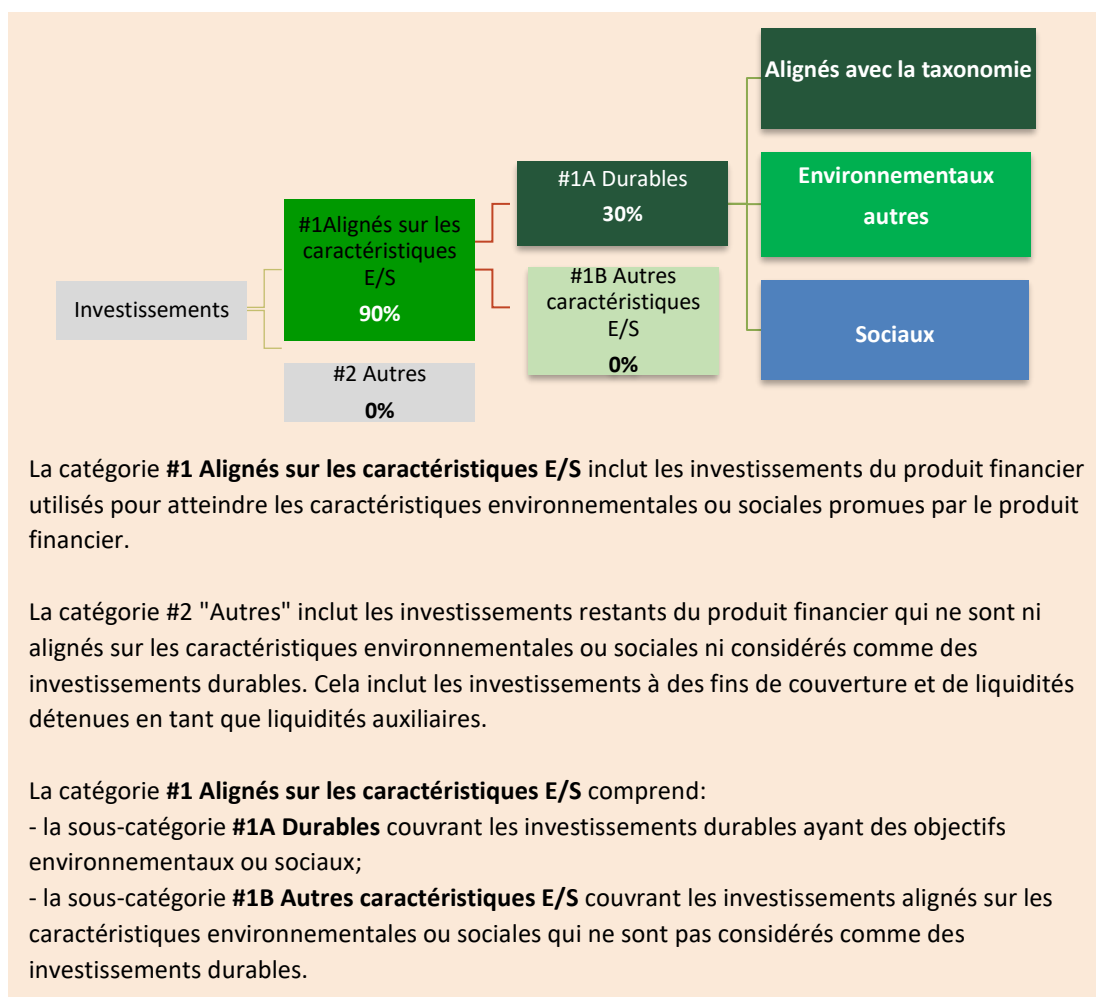 Investissements
#1Alignés sur les
caractéristiques
E/S
90%
#2 Autres
0%
#1A Durables
30%
#1B Autres
caractéristiques
E/S
0%
Alignés avec la taxonomie
Environnementaux
autres
Sociaux
La catégorie #1 Alignés sur les caractéristiques E/S inclut les investissements du produit financier
utilisés pour atteindre les caractéristiques environnementales ou sociales promues par le produit
financier.
La catégorie #2 "Autres" inclut les investissements restants du produit financier qui ne sont ni
alignés sur les caractéristiques environnementales ou sociales ni considérés comme des
investissements durables. Cela inclut les investissements à des fins de couverture et de liquidités
détenues en tant que liquidités auxiliaires.
La catégorie #1 Alignés sur les caractéristiques E/S comprend:
- la sous-catégorie #1A Durables couvrant les investissements durables ayant des objectifs
environnementaux ou sociaux;
- la sous-catégorie #1B Autres caractéristiques E/S couvrant les investissements alignés sur les
caractéristiques environnementales ou sociales qui ne sont pas considérés comme des
investissements durables.